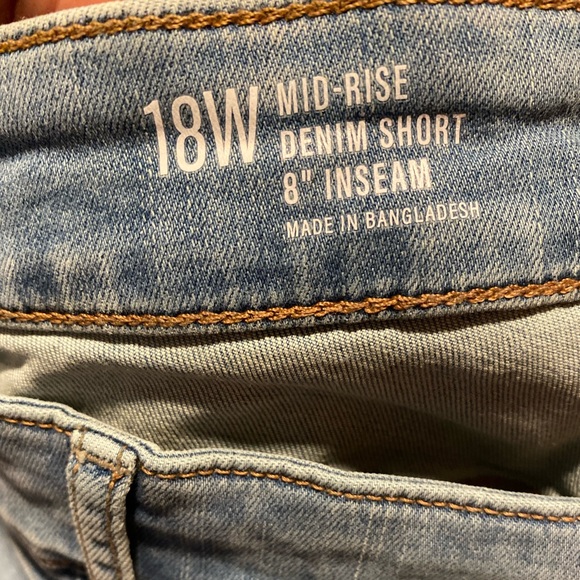 18W
MID-RISE
DENIM SHORT
8" INSEAM
MADE IN BANGLADESH